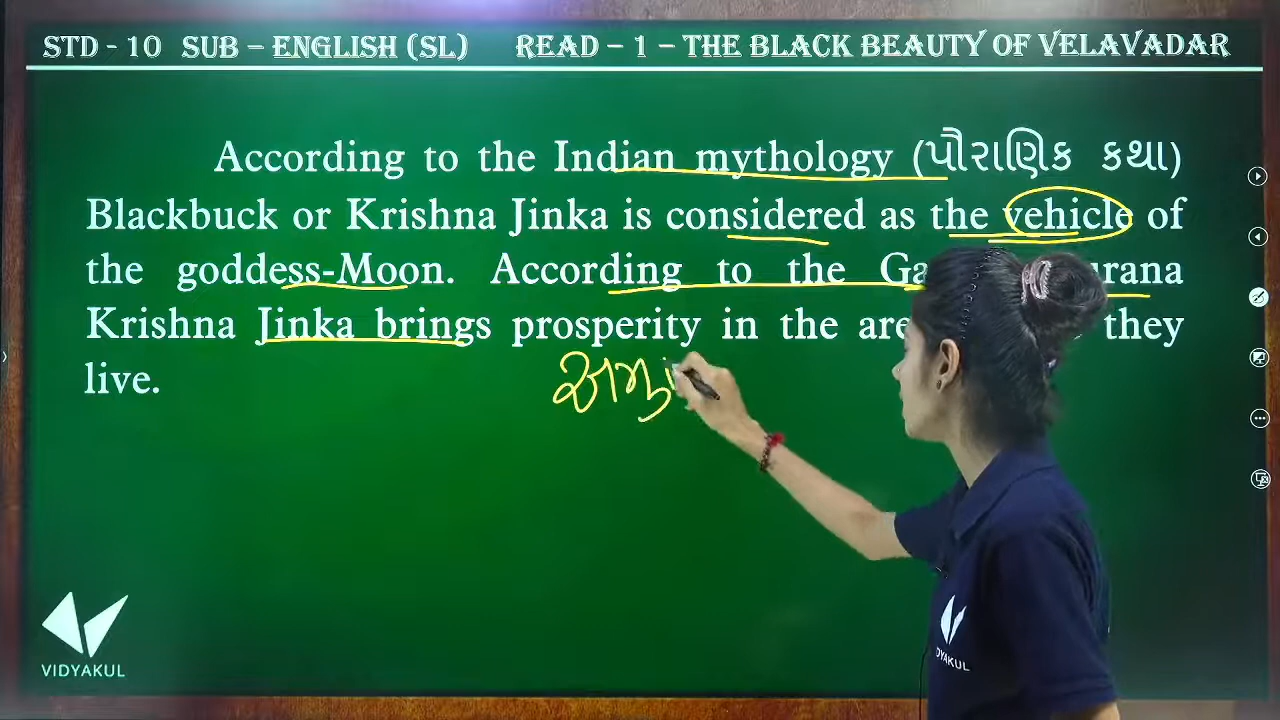 STD - 10 SUB – ENGLISH (SL) READ – 1 – THE BLACK BEAUTY OF VELAVADAR
According to the Indian mythology (પૌરાણિક કથા)
Blackbuck or Krishna Jinka is considered as the vehicle of
the goddess-Moon. According to the
Krishna Jinka brings prosperity in the they
live.
VIDYAKUL
VIDYAKUL